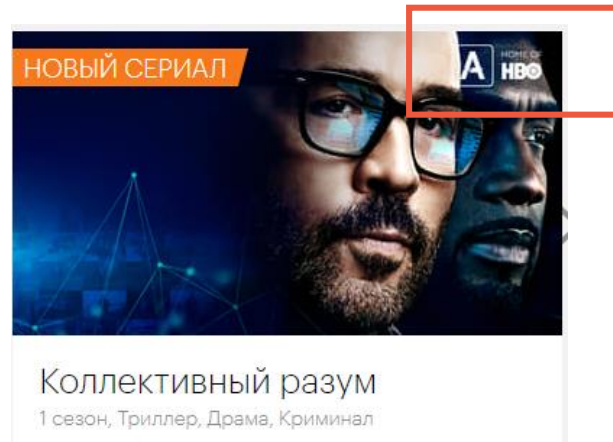 НОВЫЙ СЕРИАЛ
A HOME OF
HBO
Коллективный разум
1 сезон, Триллер, Драма, Криминал